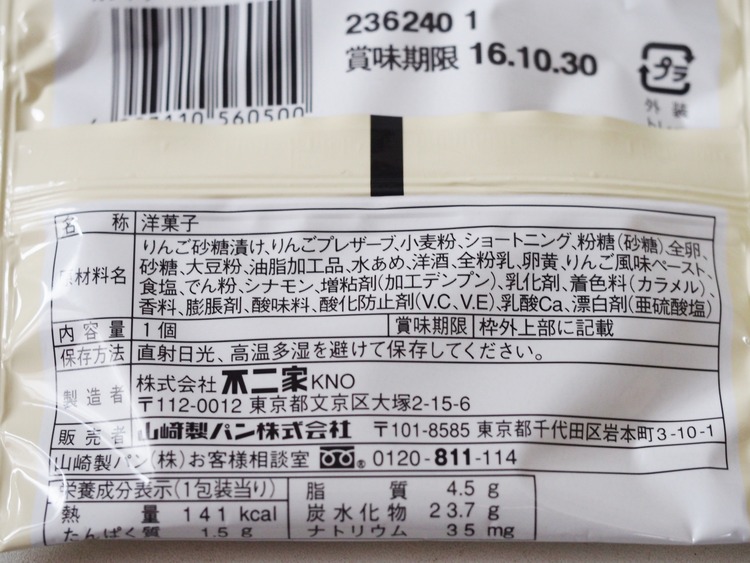 236240 1
賞味期限 16.10.30
プラ
外 装
110 560500
名 称 洋菓子
原材料名 りんご砂糖漬け、りんごプレザーブ、小麦粉、ショートニング、粉糖(砂糖)、全卵、
砂糖、大豆粉、油脂加工品、水あめ、洋酒、全粉乳、卵黄、りんご風味ペースト、
食塩、でん粉、シナモン、増粘剤(加工デンプン)、乳化剤、着色料(カラメル)、
香料、膨脹剤、酸味料、酸化防止剤(V.C、V.E)、乳酸Ca、漂白剤(亜硫酸塩)
内 容 量 1個 賞味期限 枠外上部に記載
保存方法 直射日光、高温多湿を避けて保存してください。
製 造 者 株式会社 不二家 KNO
〒112-0012 東京都文京区大塚2-15-6
販 売 者 山崎製パン株式会社 〒101-8585 東京都千代田区岩本町3-10-1
山崎製パン(株)お客様相談室 ® 0120-811-114
栄養成分表示(1包装当り) 脂 質 4.5 g
熱 量 141 kcal 炭水化物 23.7 g
たんぱく質 1.5 g ナトリウム 35 mg